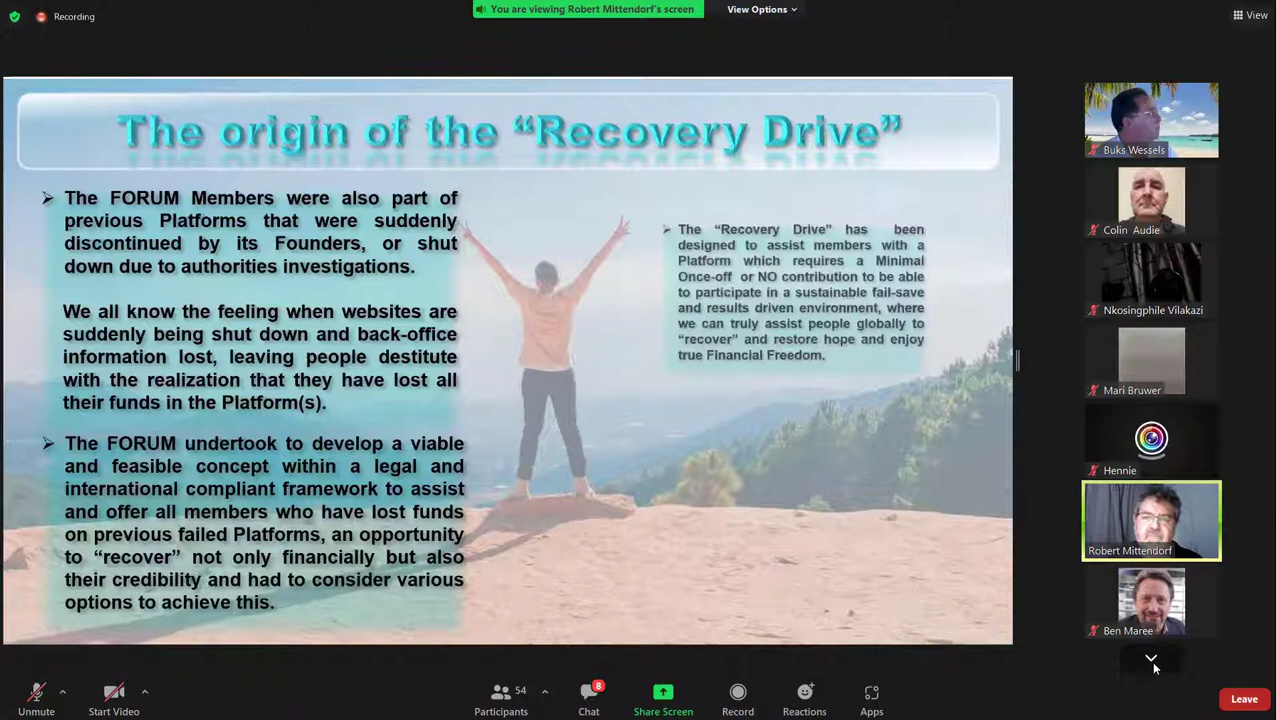 Recording
You are viewing Robert Mittendorf's screen
View Options
View
The origin of the “Recovery Drive”
The FORUM Members were also part of
previous Platforms that were suddenly
discontinued by its Founders, or shut
down due to authorities investigations.
We all know the feeling when websites are
suddenly being shut down and back-office
information lost, leaving people destitute
with the realization that they have lost all
their funds in the Platform(s).
The FORUM undertook to develop a viable
and feasible concept within a legal and
international compliant framework to assist
and offer all members who have lost funds
on previous failed Platforms, an opportunity
to “recover” not only financially but also
their credibility and had to consider various
options to achieve this.
The “Recovery Drive” has been
designed to assist members with a
Platform which requires a Minimal
Once-off or NO contribution to be able
to participate in a sustainable fail-save
and results driven environment, where
we can truly assist people globally to
“recover” and restore hope and enjoy
true Financial Freedom.
Buks Wessels
Colin Audie
Nkosingphile Vilakazi
Mari Bruwer
Hennie
Robert Mittendorf
Ben Maree
Unmute
Start Video
54
Participants
8
Chat
Share Screen
Record
Reactions
Apps
Leave